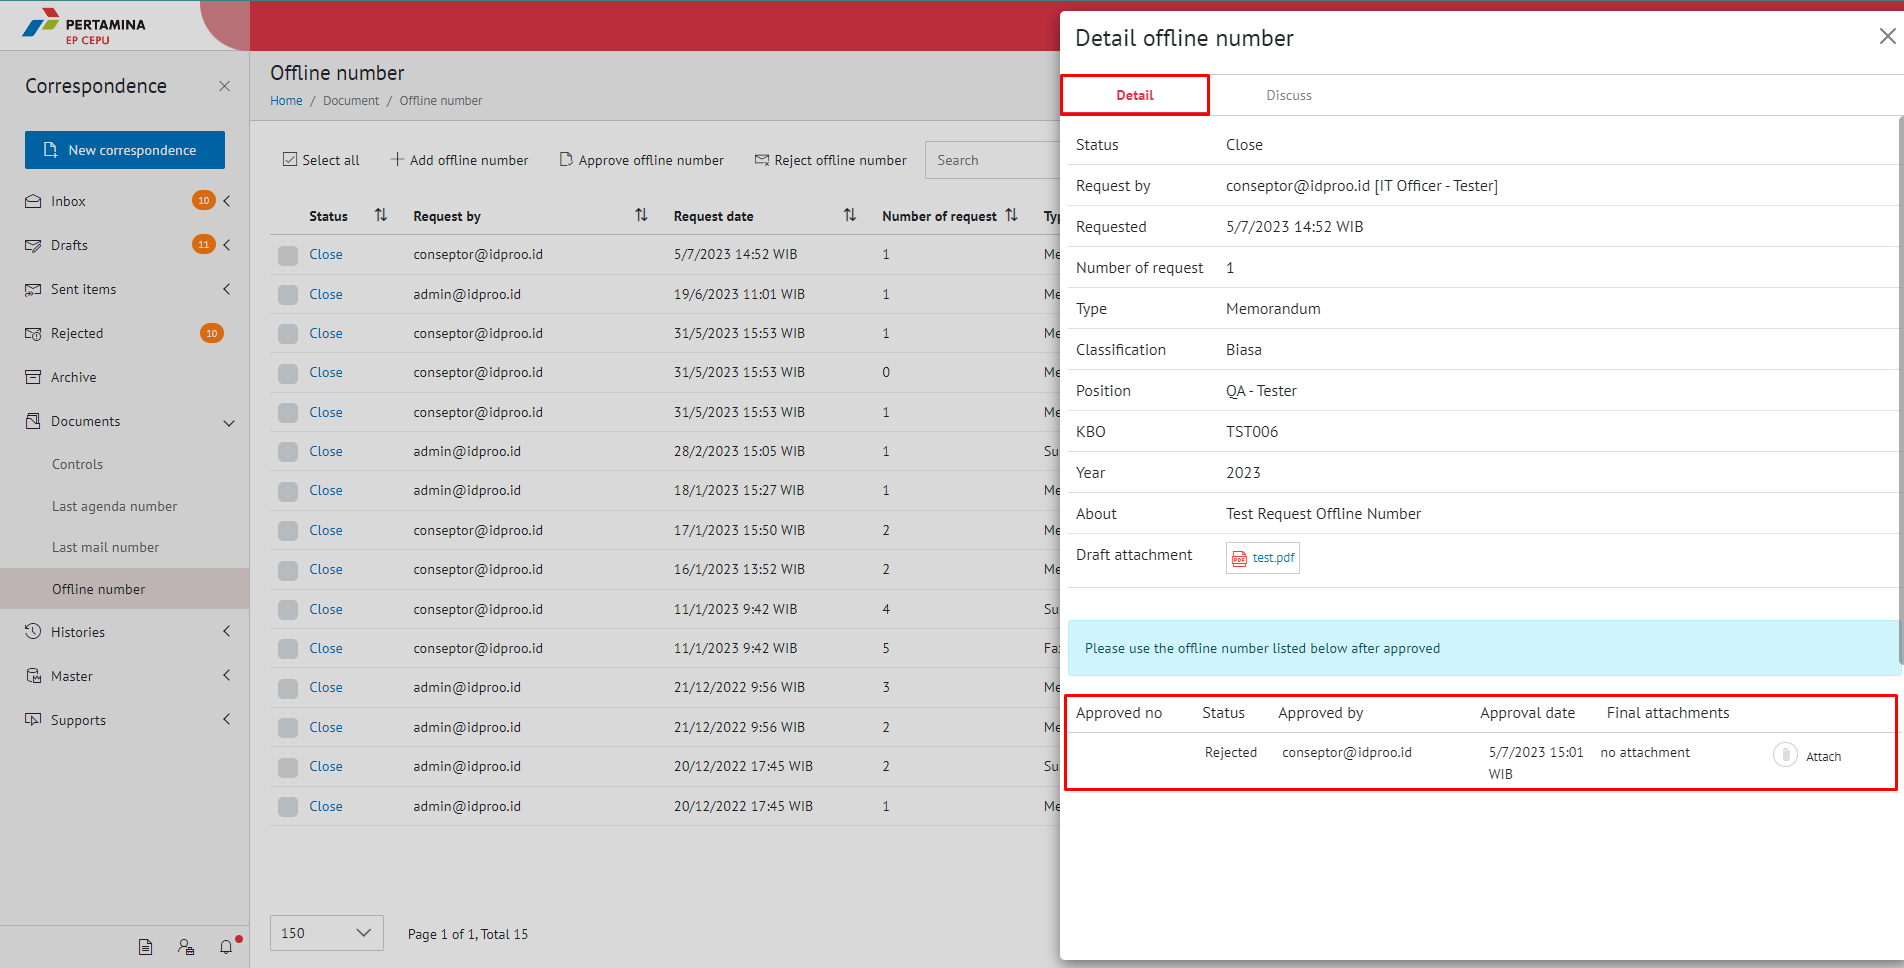 PERTAMINA
EP CEPU
Correspondence
New correspondence
Inbox 10
Drafts 11
Sent items
Rejected 10
Archive
Documents
Controls
Last agenda number
Last mail number
Offline number
Histories
Master
Supports
Offline number
Home / Document / Offline number
Select all Add offline number Approve offline number Reject offline number Search
Status Request by Request date Number of request Typ
Close conseptor@idproo.id 5/7/2023 14:52 WIB 1 Me
Close admin@idproo.id 19/6/2023 11:01 WIB 1 Me
Close conseptor@idproo.id 31/5/2023 15:53 WIB 1 Me
Close conseptor@idproo.id 31/5/2023 15:53 WIB 0 Me
Close conseptor@idproo.id 31/5/2023 15:53 WIB 1 Me
Close admin@idproo.id 28/2/2023 15:05 WIB 1 Su
Close admin@idproo.id 18/1/2023 15:27 WIB 1 Me
Close conseptor@idproo.id 17/1/2023 15:50 WIB 2 Me
Close conseptor@idproo.id 16/1/2023 13:52 WIB 2 Me
Close conseptor@idproo.id 11/1/2023 9:42 WIB 4 Su
Close conseptor@idproo.id 11/1/2023 9:42 WIB 5 Fa
Close admin@idproo.id 21/12/2022 9:56 WIB 3 Me
Close admin@idproo.id 21/12/2022 9:56 WIB 2 Me
Close admin@idproo.id 20/12/2022 17:45 WIB 2 Su
Close admin@idproo.id 20/12/2022 17:45 WIB 1 Me
150 Page 1 of 1, Total 15
Detail offline number
Detail Discuss
Status Close
Request by conseptor@idproo.id [IT Officer - Tester]
Requested 5/7/2023 14:52 WIB
Number of request 1
Type Memorandum
Classification Biasa
Position QA - Tester
KBO TST006
Year 2023
About Test Request Offline Number
Draft attachment PDF test.pdf
Please use the offline number listed below after approved
Approved no Status Approved by Approval date Final attachments
Rejected conseptor@idproo.id 5/7/2023 15:01 no attachment Attach
WIB